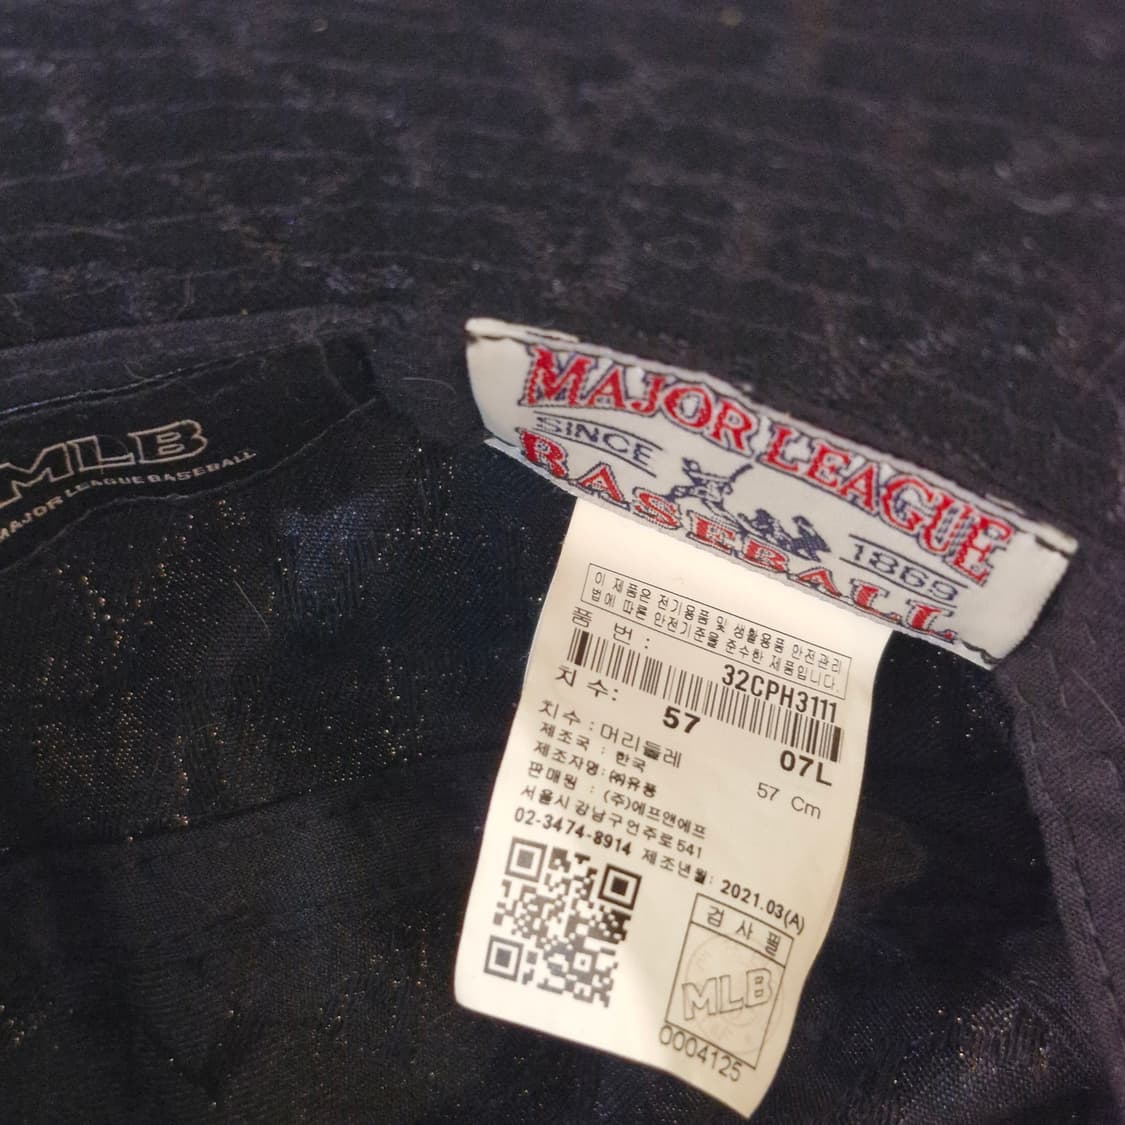 MLB
MAJOR LEAGUE BASEBALL
MAJOR LEAGUE
SINCE 1869
BASEBALL
이 제품은 전기용품 및 생활용품 안전관리
법에 따른 안전기준을 준수한 제품입니다.
품 번 :
32CPH3111
치 수: 57 07L
치수 : 머리둘레 57 Cm
제조국 : 한국
제조자명: ㈜유풍
판매원 : (주)에프앤에프
서울시 강남구 언주로 541
02-3474-8914 제조년월: 2021.03(A)
검 사 필
MLB
0004125